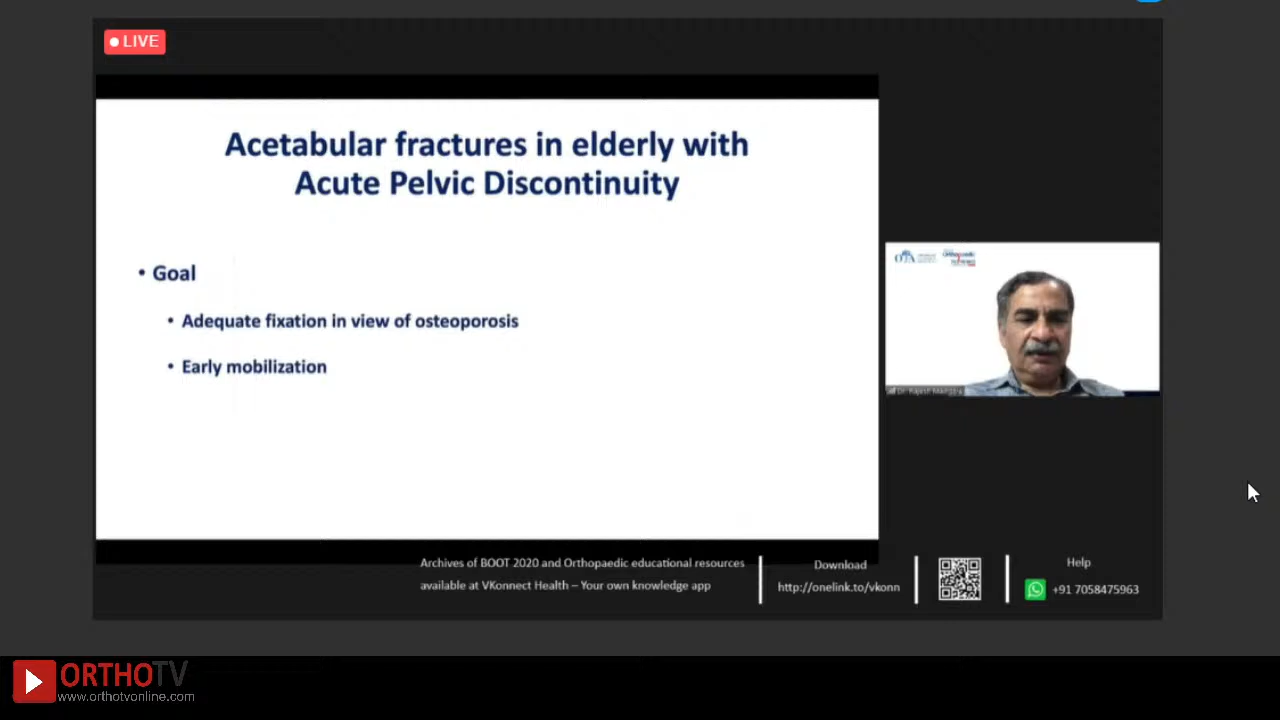 LIVE
Acetabular fractures in elderly with
Acute Pelvic Discontinuity
• Goal
• Adequate fixation in view of osteoporosis
• Early mobilization
OTA
Archives of BOOT 2020 and Orthopaedic educational resources
available at VKonnect Health – Your own knowledge app
Download
http://onelink.to/vkonn
Help
+91 7058475963
ORTHOTV
www.orthotvonline.com